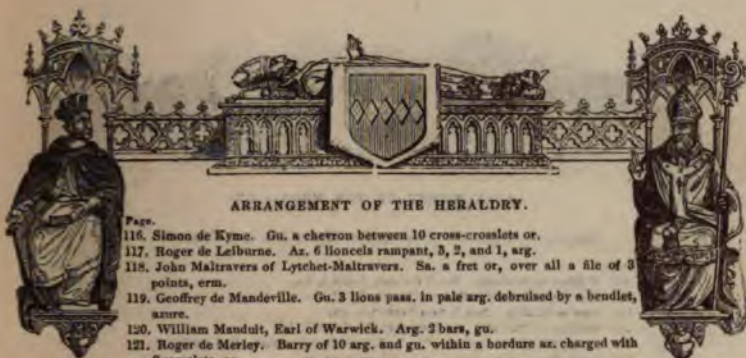 ARRANGEMENT OF THE HERALDRY.
Page.
116. Simon de Kyme. Gu. a chevron between 10 cross-crosslets or.
117. Roger de Leiburne. Az. 6 lioncels rampant, 3, 2, and 1, arg.
118. John Maltravers of Lytchet-Maltravers. Sa. a fret or, over all a file of 3
points, erm.
119. Geoffrey de Mandeville. Gu. 3 lions pass. in pale arg. debruised by a bendlet,
azure.
120. William Manduit, Earl of Warwick. Arg. 2 bars, gu.
121. Roger de Merley. Barry of 10 arg. and gu. within a bordure az. charged with